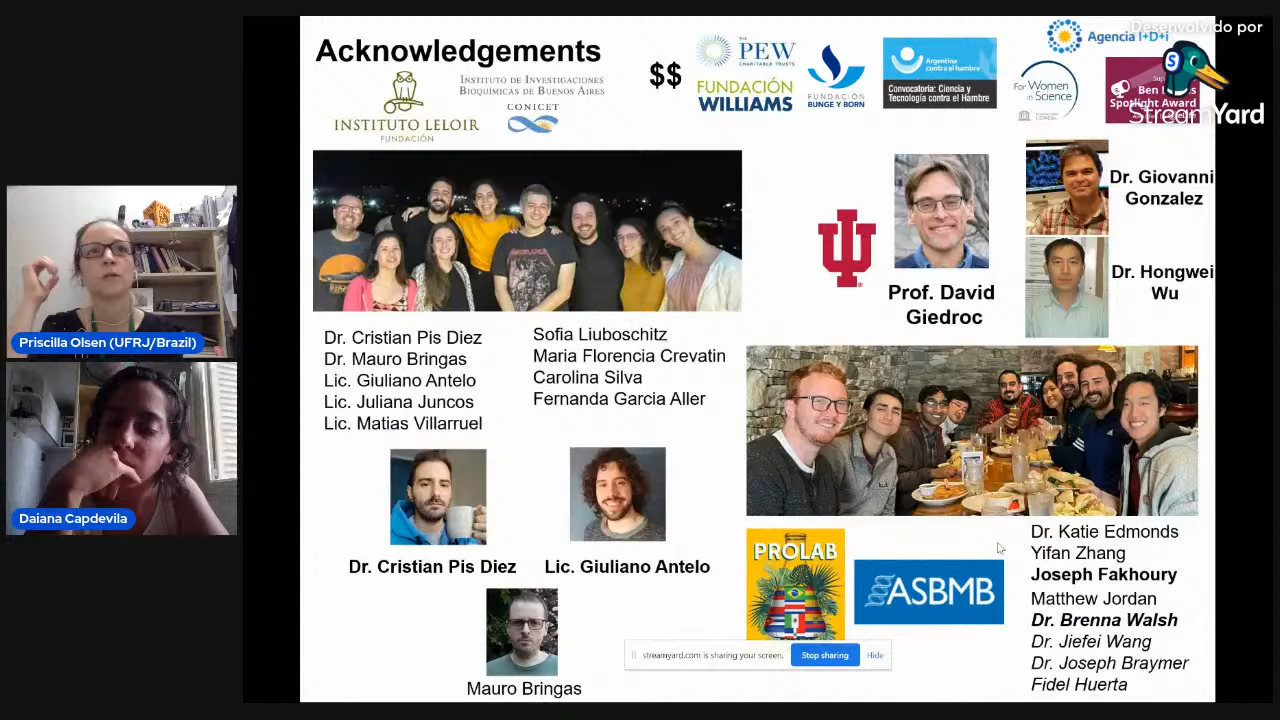 Acknowledgements
INSTITUTO LELOIR
FUNDACIÓN
INSTITUTO DE INVESTIGACIONES
BIOQUÍMICAS DE BUENOS AIRES
CONICET
$$
THE
PEW
CHARITABLE TRUSTS
FUNDACIÓN
WILLIAMS
FUNDACIÓN
BUNGE Y BORN
Argentina
contra el hambre
Convocatoria: Ciencia y
Tecnología contra el Hambre
Agencia I+D+i
Desenvolvido por
StreamYard
For Women
in Science
L'ORÉAL
Ben
Spotlight Award
Dr. Giovanni
Gonzalez
Dr. Hongwei
Wu
Prof. David
Giedroc
Priscilla Olsen (UFRJ/Brazil)
Daiana Capdevila
Dr. Cristian Pis Diez
Dr. Mauro Bringas
Lic. Giuliano Antelo
Lic. Juliana Juncos
Lic. Matias Villarruel
Sofia Liuboschitz
Maria Florencia Crevatin
Carolina Silva
Fernanda Garcia Aller
Dr. Cristian Pis Diez
Lic. Giuliano Antelo
Mauro Bringas
PROLAB
ASBMB
Dr. Katie Edmonds
Yifan Zhang
Joseph Fakhoury
Matthew Jordan
Dr. Brenna Walsh
Dr. Jiefei Wang
Dr. Joseph Braymer
Fidel Huerta
streamyard.com is sharing your screen.
Stop sharing
Hide